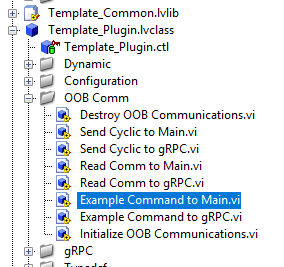 Template_Common.lvlib
Template_Plugin.lvclass
Template_Plugin.ctl
Dynamic
Configuration
OOB Comm
Destroy OOB Communications.vi
Send Cyclic to Main.vi
Send Cyclic to gRPC.vi
Read Comm to Main.vi
Read Comm to gRPC.vi
Example Command to Main.vi
Example Command to gRPC.vi
Initialize OOB Communications.vi
gRPC